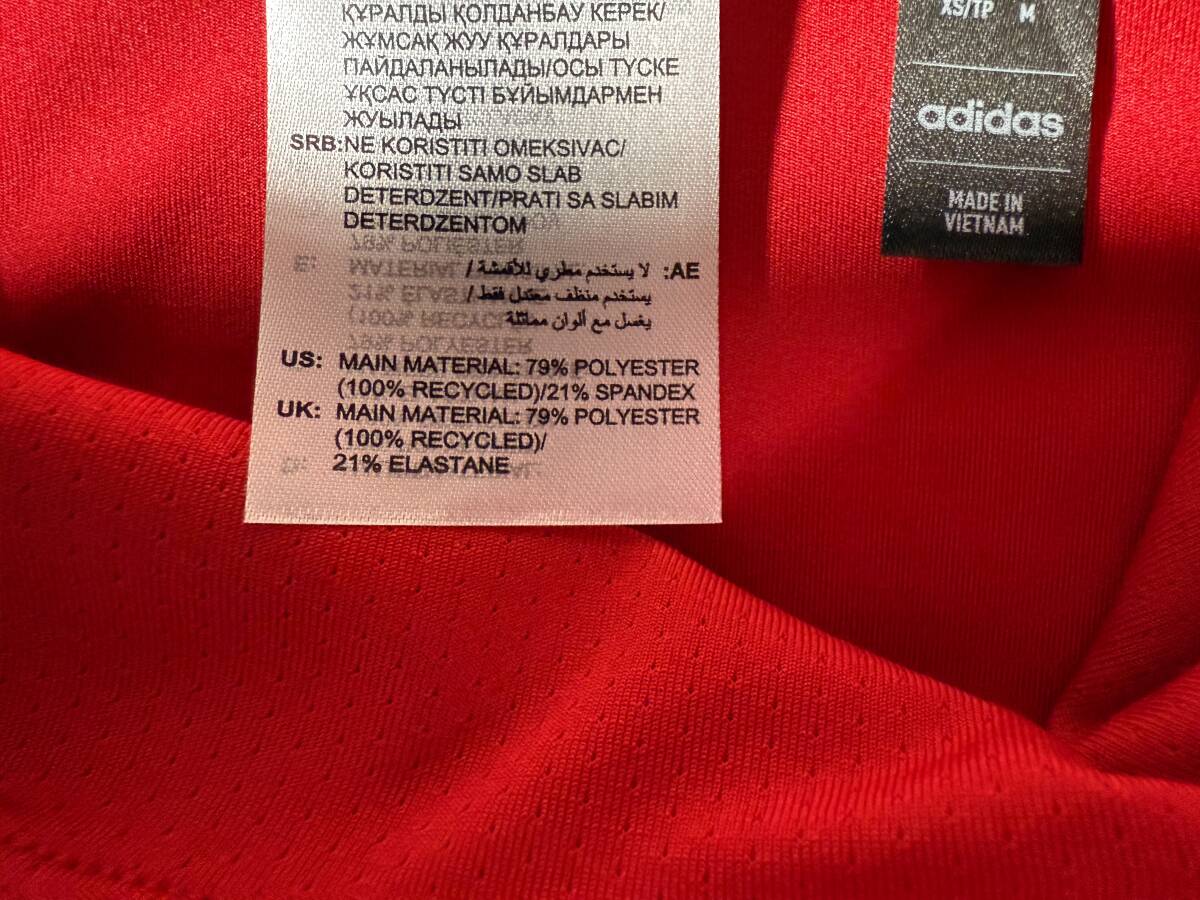 ҚҰРАЛДЫ ҚОЛДАНБАУ КЕРЕК/
ЖҰМСАҚ ЖУУ ҚҰРАЛДАРЫ
ПАЙДАЛАНЫЛАДЫ/ОСЫ ТҮСКЕ
ҰҚСАС ТҮСТІ БҰЙЫМДАРМЕН
ЖУЫЛАДЫ
SRB: NE KORISTITI OMEKSIVAC/
KORISTITI SAMO SLAB
DETERDZENT/PRATI SA SLABIM
DETERDZENTOM
AE: لا يستخدم مطري للأقمشة /
يستخدم منظف معتدل فقط /
يغسل مع ألوان مماثلة
US: MAIN MATERIAL: 79% POLYESTER
(100% RECYCLED)/21% SPANDEX
UK: MAIN MATERIAL: 79% POLYESTER
(100% RECYCLED)/
21% ELASTANE
XS/TP M
adidas
MADE IN
VIETNAM